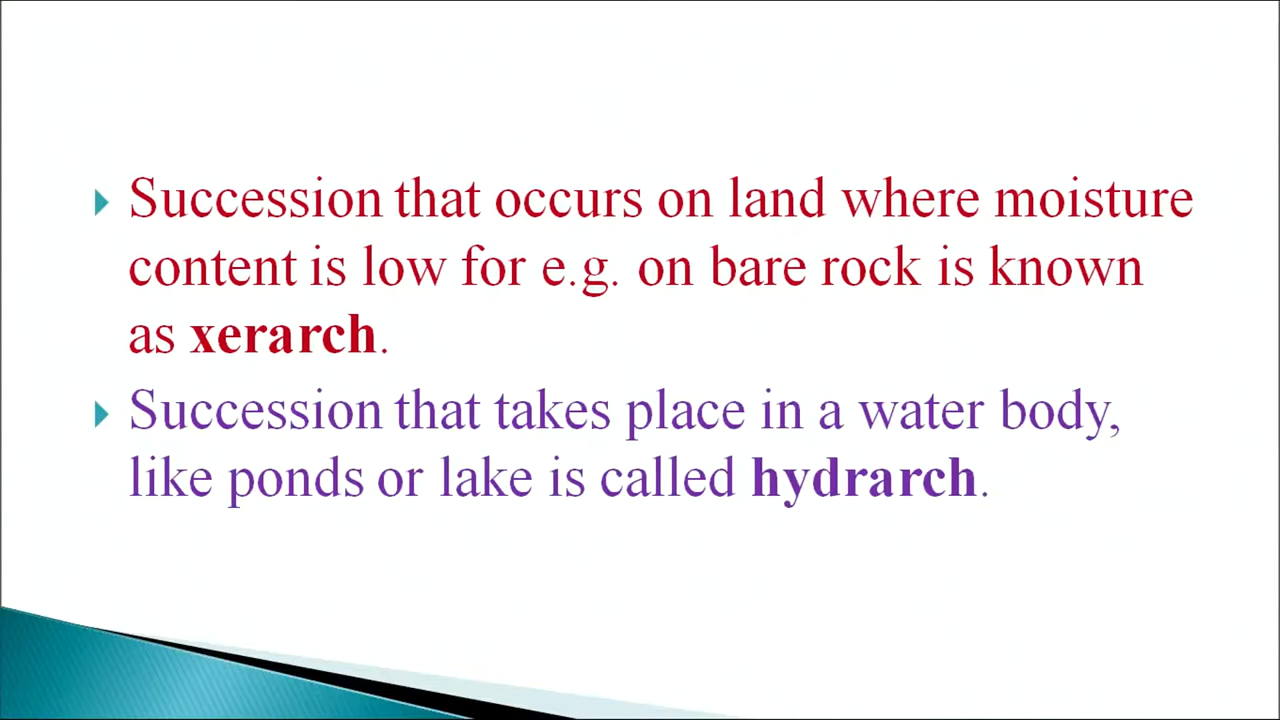 Succession that occurs on land where moisture
content is low for e.g. on bare rock is known
as xerarch.
Succession that takes place in a water body,
like ponds or lake is called hydrarch.